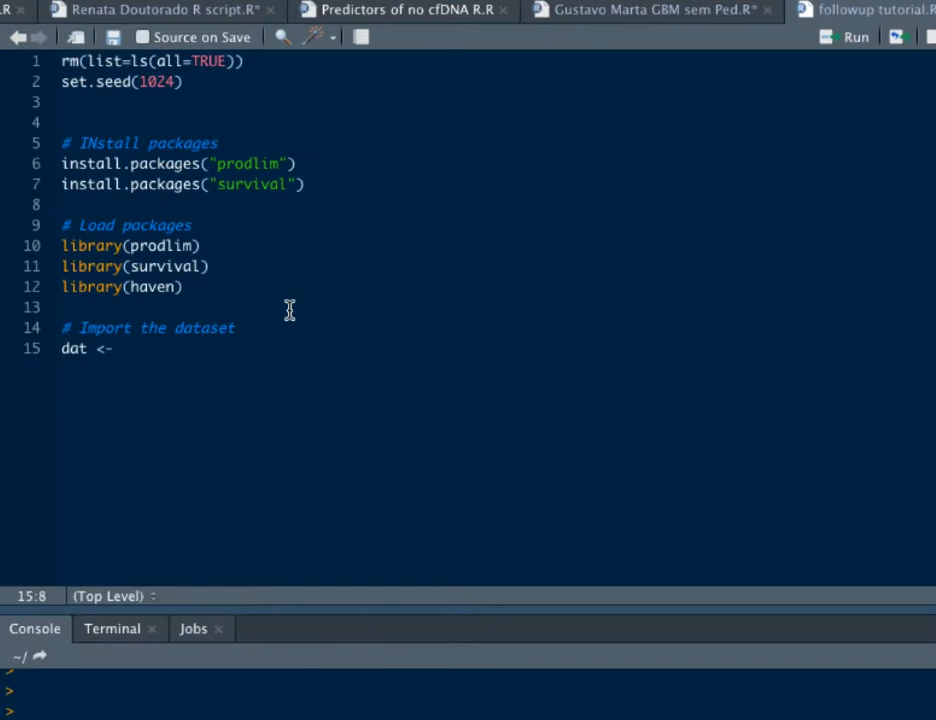 .R Renata Doutorado R script.R* Predictors of no cfDNA R.R Gustavo Marta GBM sem Ped.R* followup tutorial.R
Source on Save Run
1 rm(list=ls(all=TRUE))
2 set.seed(1024)
3
4
5 # INstall packages
6 install.packages("prodlim")
7 install.packages("survival")
8
9 # Load packages
10 library(prodlim)
11 library(survival)
12 library(haven)
13
14 # Import the dataset
15 dat <-
15:8 (Top Level)
Console Terminal Jobs
~/
>
>
>